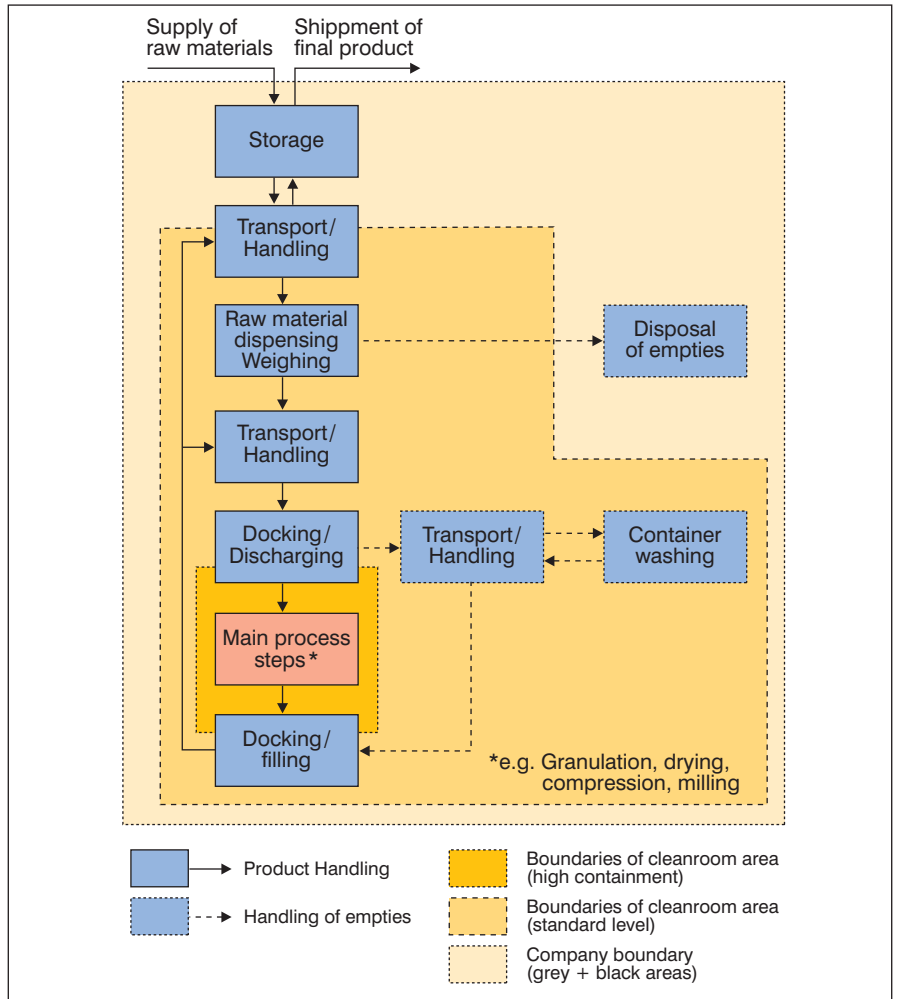 Supply of
raw materials
Shippment of
final product
Storage
Transport/
Handling
Raw material
dispensing
Weighing
Disposal
of empties
Transport/
Handling
Docking/
Discharging
Transport/
Handling
Container
washing
Main process
steps*
Docking/
filling
*e.g. Granulation, drying,
compression, milling
Product Handling
Handling of empties
Boundaries of cleanroom area
(high containment)
Boundaries of cleanroom area
(standard level)
Company boundary
(grey + black areas)